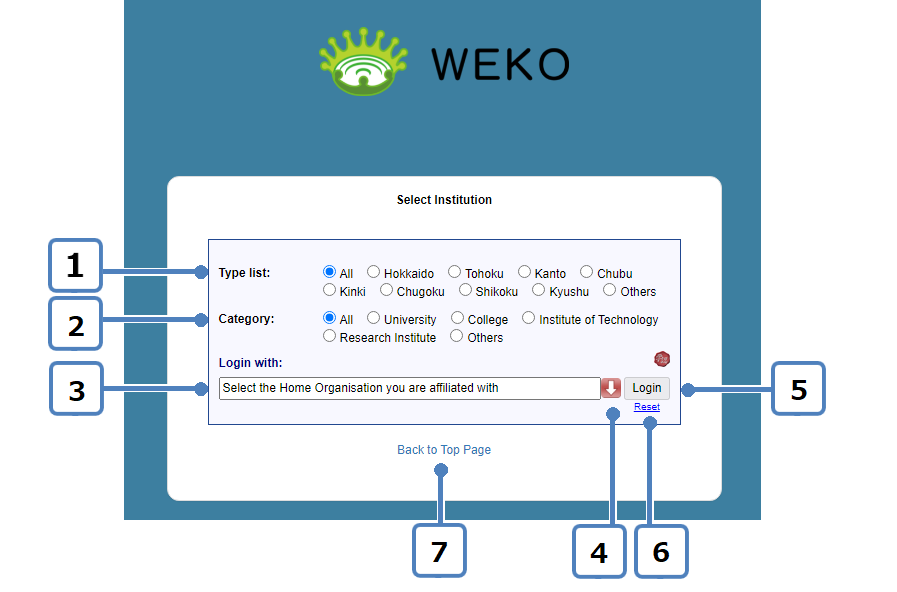 WEKO
Select Institution
1
Type list: All Hokkaido Tohoku Kanto Chubu
Kinki Chugoku Shikoku Kyushu Others
2
Category: All University College Institute of Technology
Research Institute Others
Login with:
3
Select the Home Organisation you are affiliated with Login
5
Reset
Back to Top Page
7
4
6